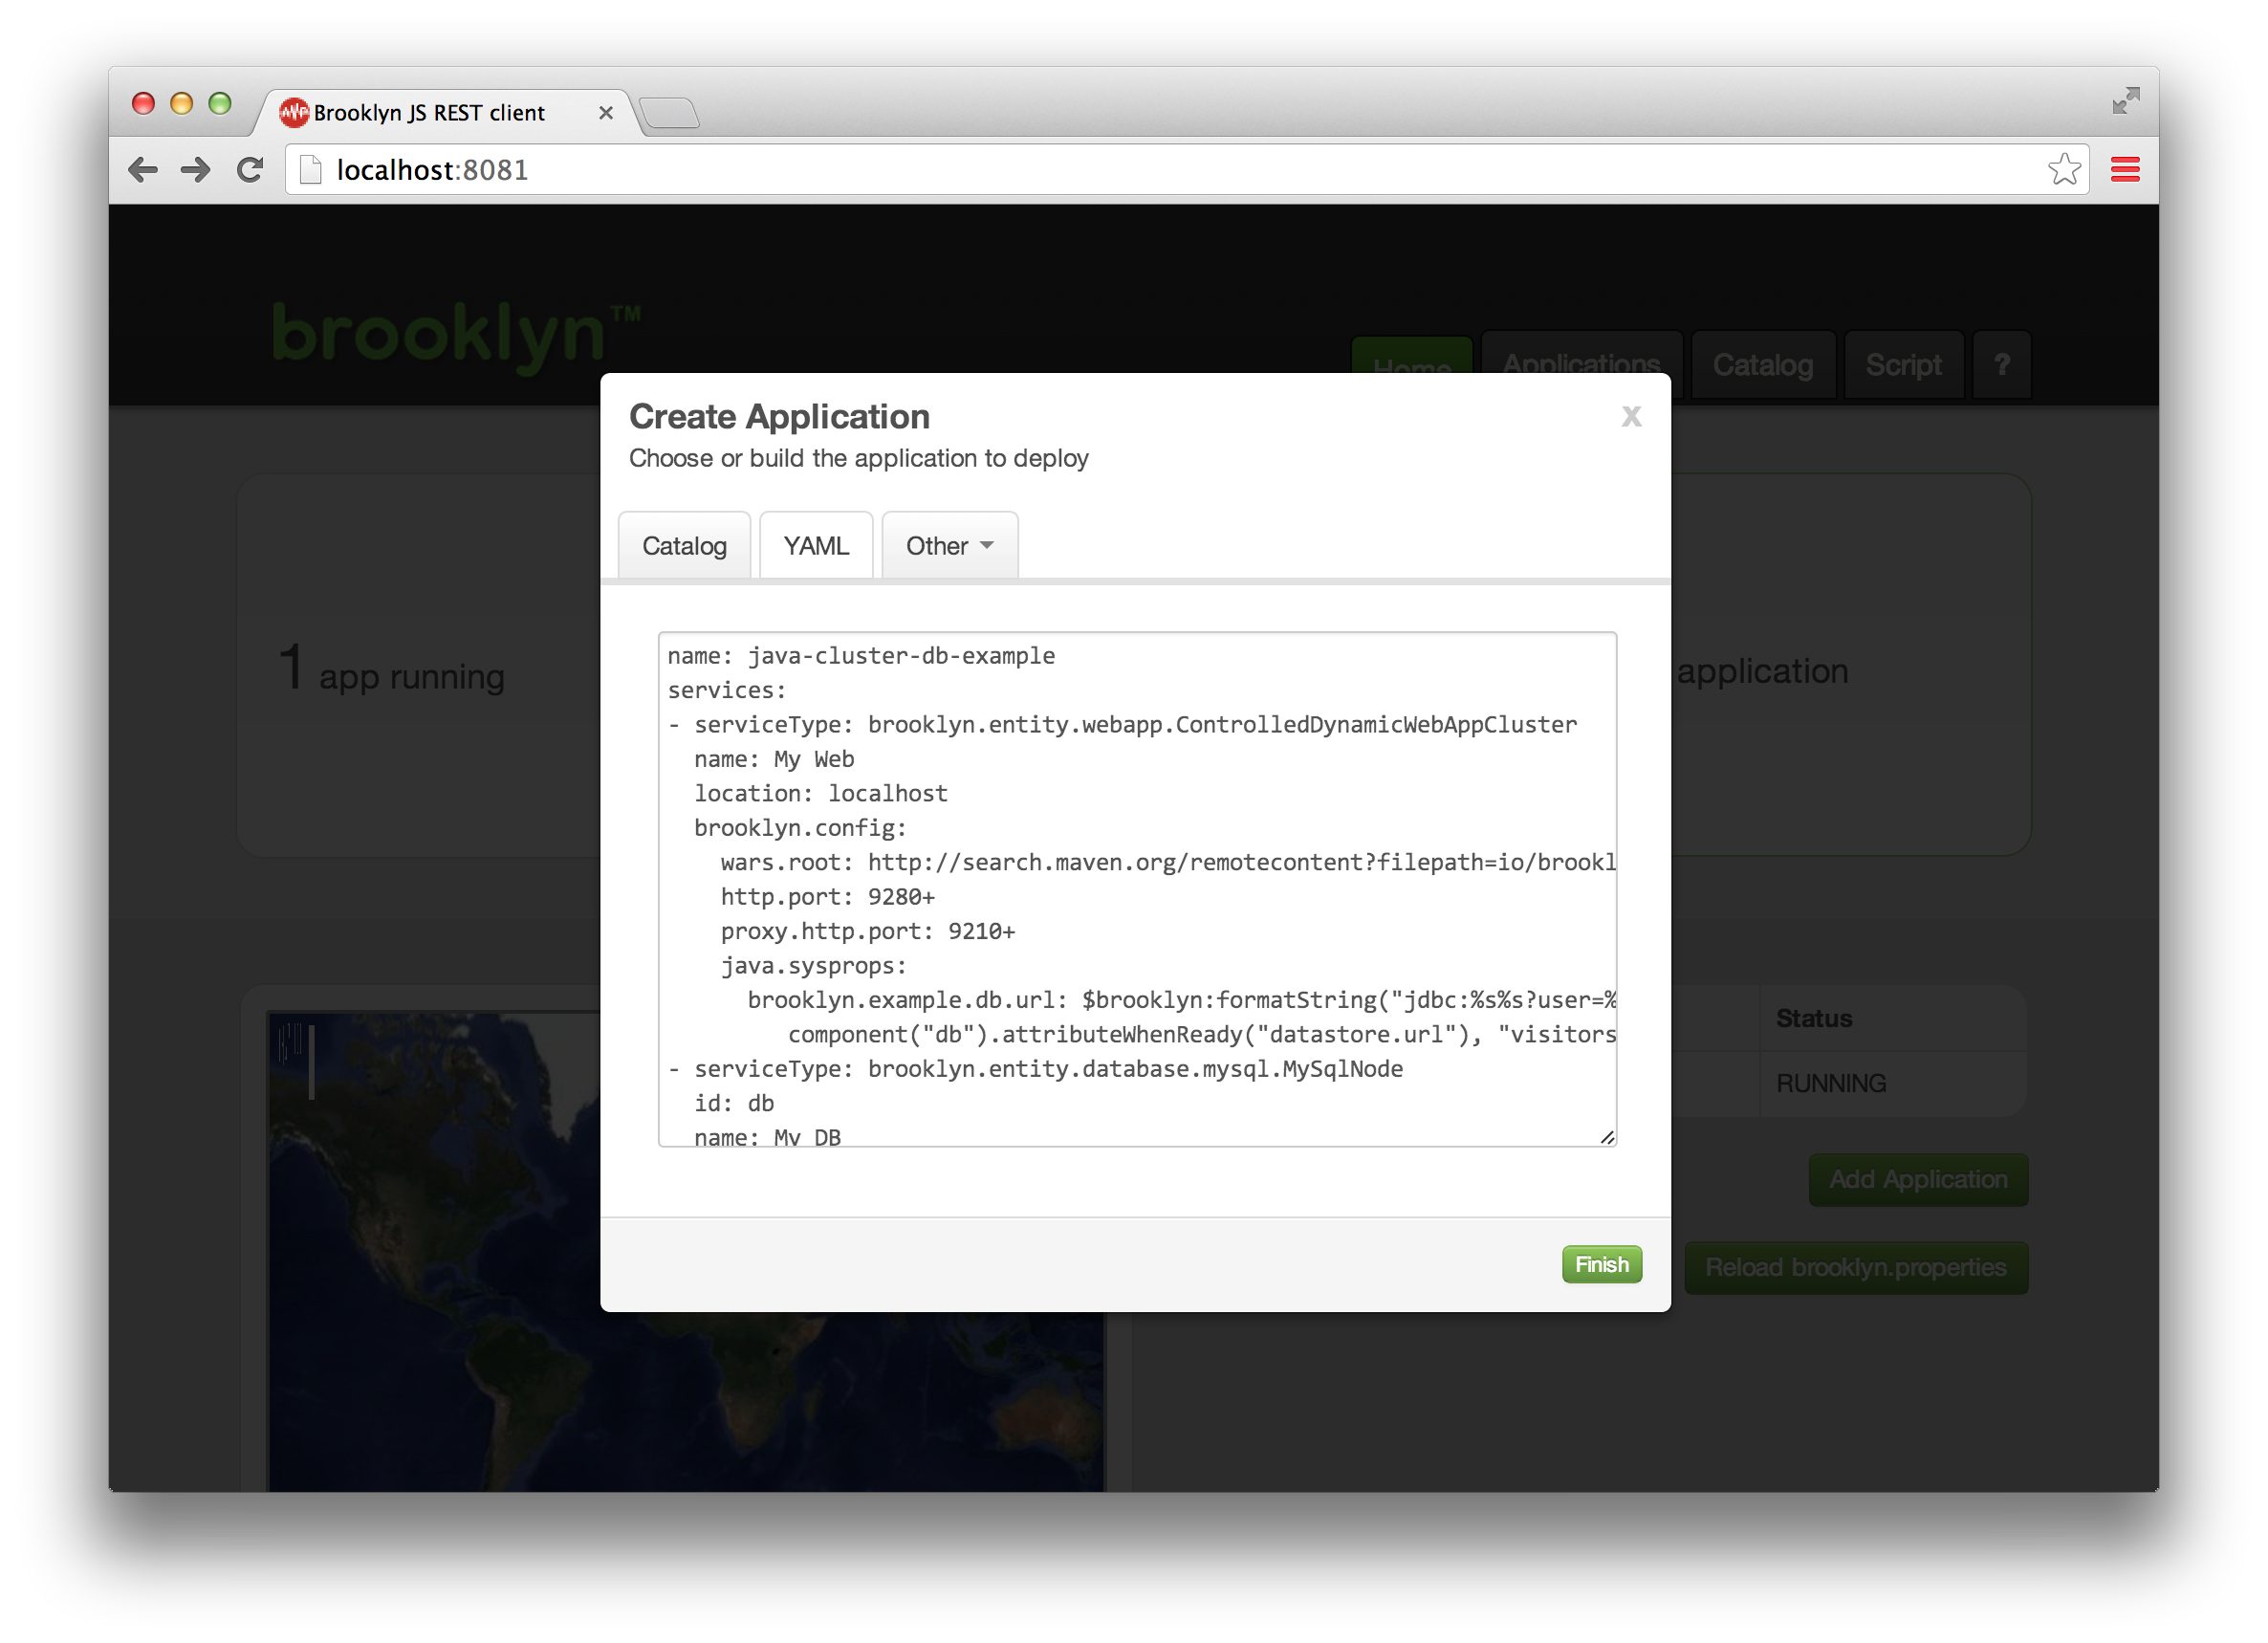 Brooklyn JS REST client
localhost:8081
brooklyn™
Home
Applications
Catalog
Script
?
Create Application
x
Choose or build the application to deploy
Catalog
YAML
Other
1 app running
application
name: java-cluster-db-example
services:
- serviceType: brooklyn.entity.webapp.ControlledDynamicWebAppCluster
  name: My Web
  location: localhost
  brooklyn.config:
    wars.root: http://search.maven.org/remotecontent?filepath=io/brookl
    http.port: 9280+
    proxy.http.port: 9210+
    java.sysprops:
      brooklyn.example.db.url: $brooklyn:formatString("jdbc:%s%s?user=%
         component("db").attributeWhenReady("datastore.url"), "visitors
- serviceType: brooklyn.entity.database.mysql.MySqlNode
  id: db
  name: My DB
Status
RUNNING
Add Application
Reload brooklyn.properties
Finish